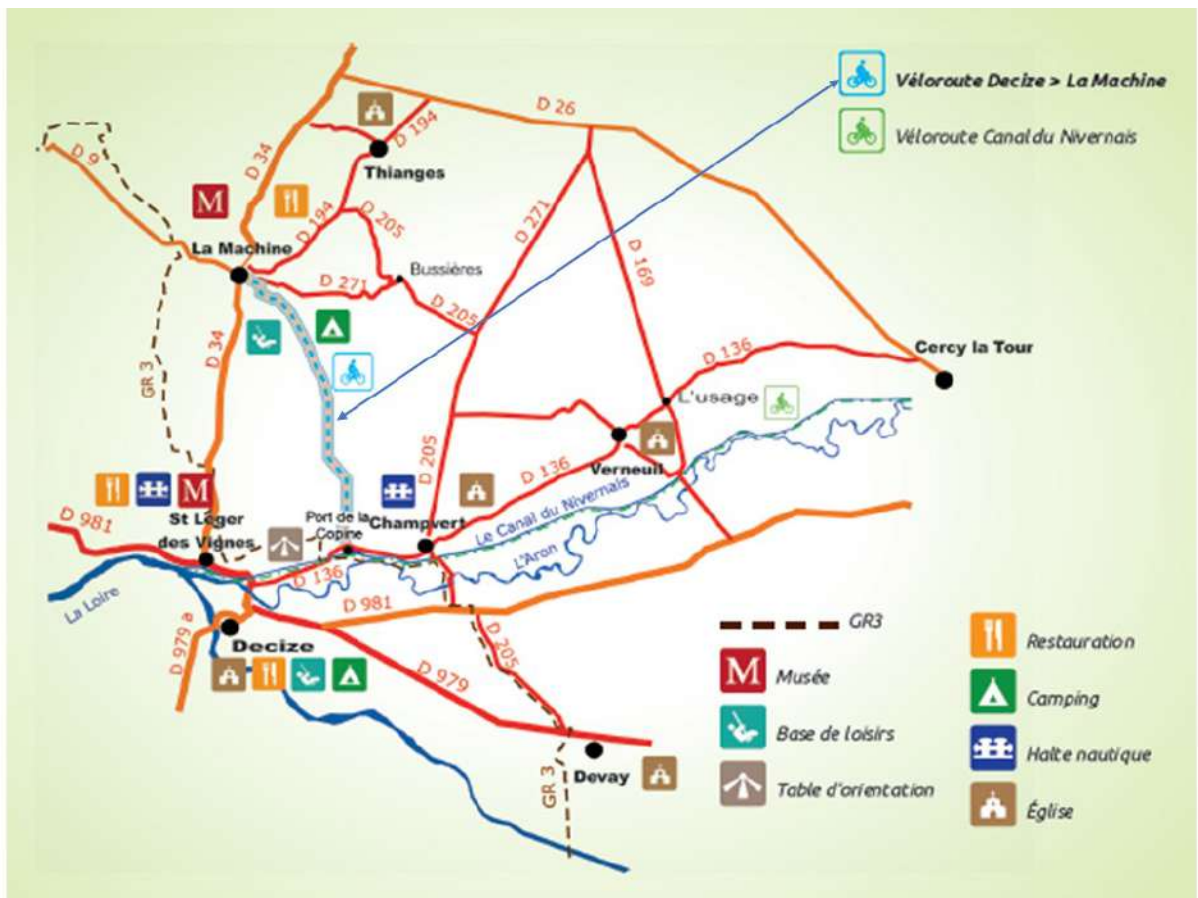 Véloroute Decize > La Machine
Véloroute Canal du Nivernais
D 26
D 194
D 9
D 34
Thianges
D 194
D 205
D 271
La Machine
Bussières
D 271
D 205
D 169
GR 3
D 34
D 136
Cercy la Tour
L'usage
D 205
D 136
Verneuil
D 981
St Léger
des Vignes
Port de la
Copine
Champvert
Le Canal du Nivernais
L'Aron
D 136
La Loire
D 981
D 979 a
Decize
D 205
D 979
GR 3
Devay
GR3
M Musée
Base de loisirs
Table d'orientation
Restauration
Camping
Halte nautique
Église
M
M